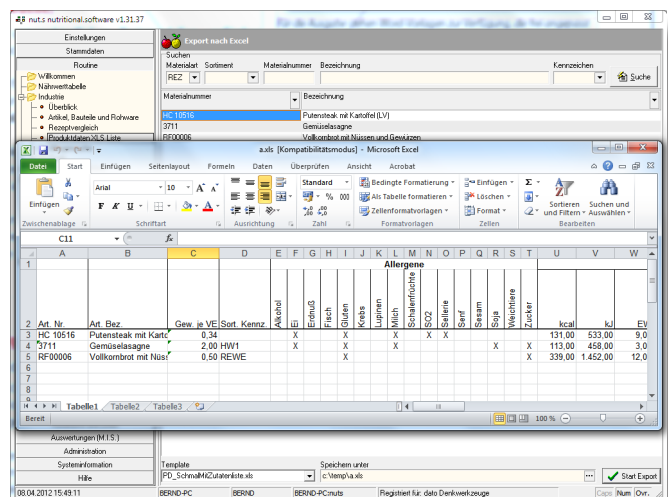 nut.s nutritional.software v1.31.37
Einstellungen
Stammdaten
Routine
Willkommen
Nährwerttabelle
Industrie
Überblick
Artikel, Bauteile und Rohware
Rezeptvergleich
Produktdaten XLS Liste
Export nach Excel
Suchen
Materialart Sortiment Materialnummer Bezeichnung Kennzeichen
REZ Suche
Materialnummer Bezeichnung
HC 10516 Putensteak mit Kartoffel (LV)
3711 Gemüselasagne
RF00006 Vollkornbrot mit Nüssen und Gewürzen
a.xls [Kompatibilitätsmodus] - Microsoft Excel
Datei Start Einfügen Seitenlayout Formeln Daten Überprüfen Ansicht Acrobat
Einfügen
Arial 10
F K U
Standard
% 000
Bedingte Formatierung
Als Tabelle formatieren
Zellenformatvorlagen
Einfügen
Löschen
Format
Sortieren und Filtern
Suchen und Auswählen
Zwischenablage Schriftart Ausrichtung Zahl Formatvorlagen Zellen Bearbeiten
C11 fx
A B C D E F G H I J K L M N O P Q R S T U V W
1 Allergene
2 Art. Nr. Art. Bez. Gew. je VE Sort. Kennz. Alkohol Ei Erdnuß Fisch Gluten Krebs Lupinen Milch Schalenfrüchte SO2 Sellerie Senf Sesam Soja Weichtiere Zucker kcal kJ EW
3 HC 10516 Putensteak mit Karto 0,34 X X X X X 131,00 533,00 9,0
4 3711 Gemüselasagne 2,00 HW1 X X X X X 113,00 458,00 3,0
5 RF00006 Vollkornbrot mit Nüss 0,50 REWE X X 339,00 1.452,00 12,0
6
7
8
9
Tabelle1 Tabelle2 Tabelle3
Bereit 100 %
Auswertungen (M.I.S.)
Administration
Systeminformation
Hilfe
Template Speichern unter
PD_SchmalMitZutatenliste.xls c:\temp\a.xls Start Export
08.04.2012 15:49:11 BERND-PC BERND BERND-PC\nuts Registriert für: dato Denkwerkzeuge Caps Num Ovr.